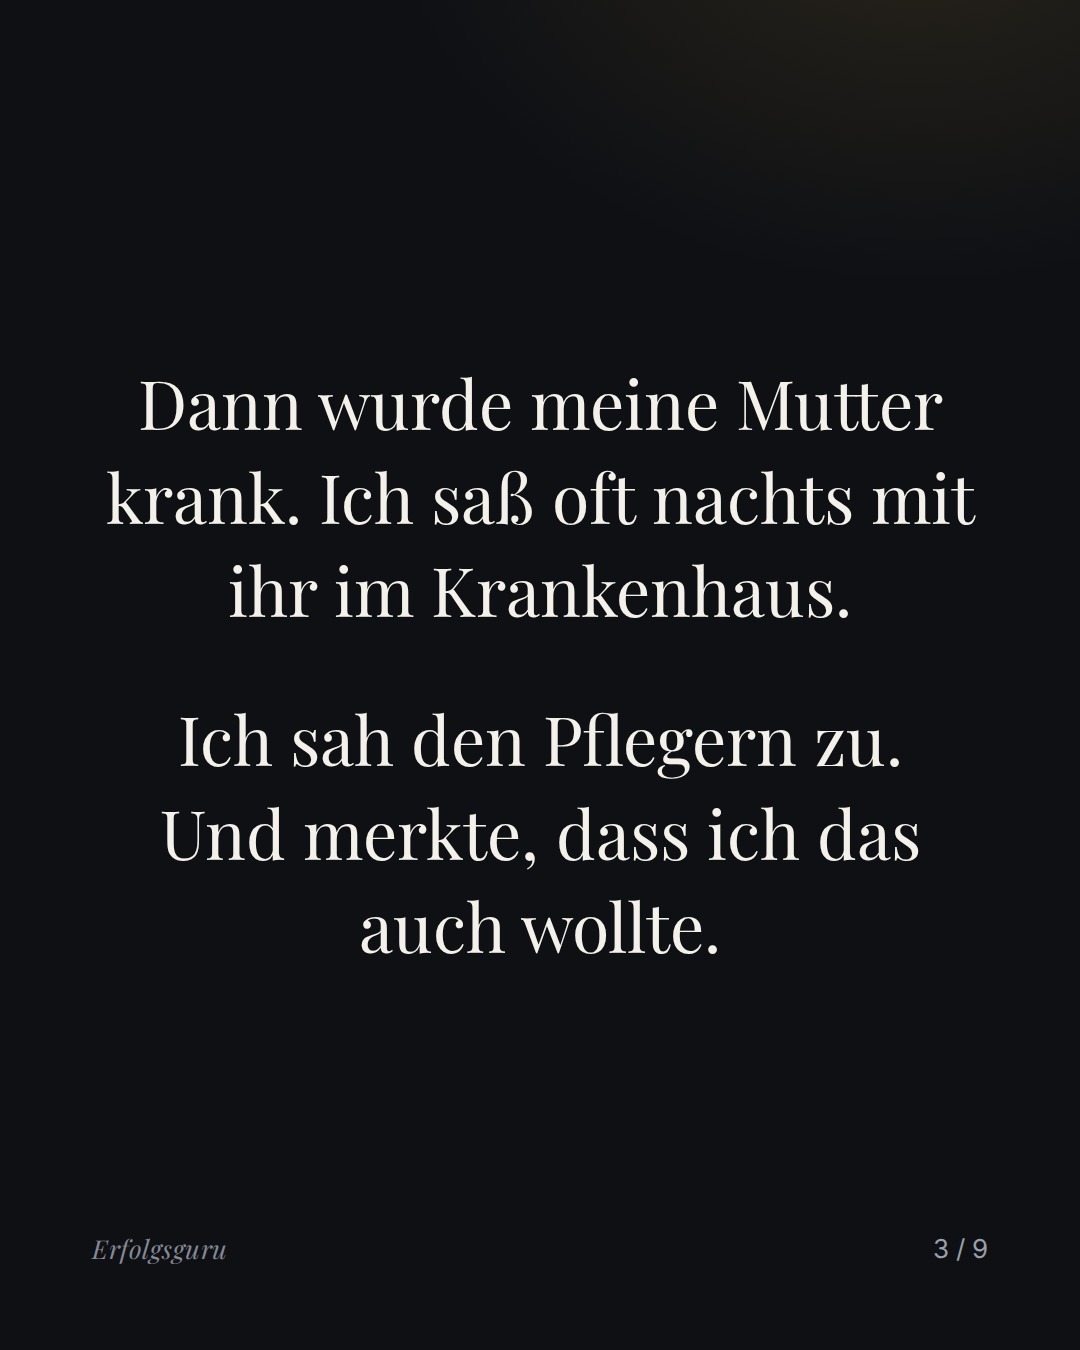 Dann wurde meine Mutter
krank. Ich saß oft nachts mit
ihr im Krankenhaus.
Ich sah den Pflegern zu.
Und merkte, dass ich das
auch wollte.
Erfolgsguru
3 / 9